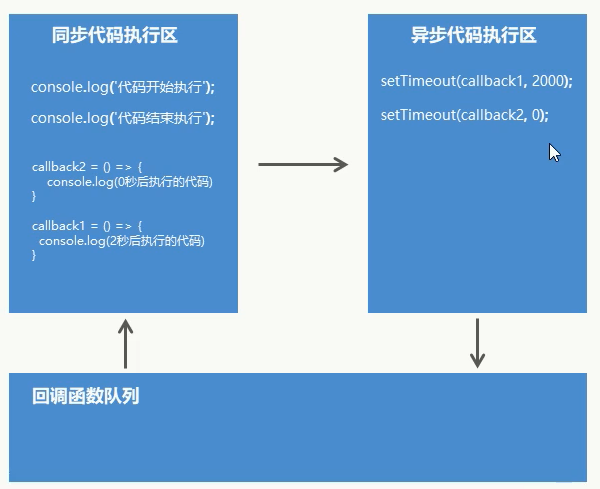 同步代码执行区
console.log('代码开始执行');
console.log('代码结束执行');
callback2 = () => {
console.log(0秒后执行的代码)
}
callback1 = () => {
console.log(2秒后执行的代码)
}
异步代码执行区
setTimeout(callback1, 2000);
setTimeout(callback2, 0);
回调函数队列